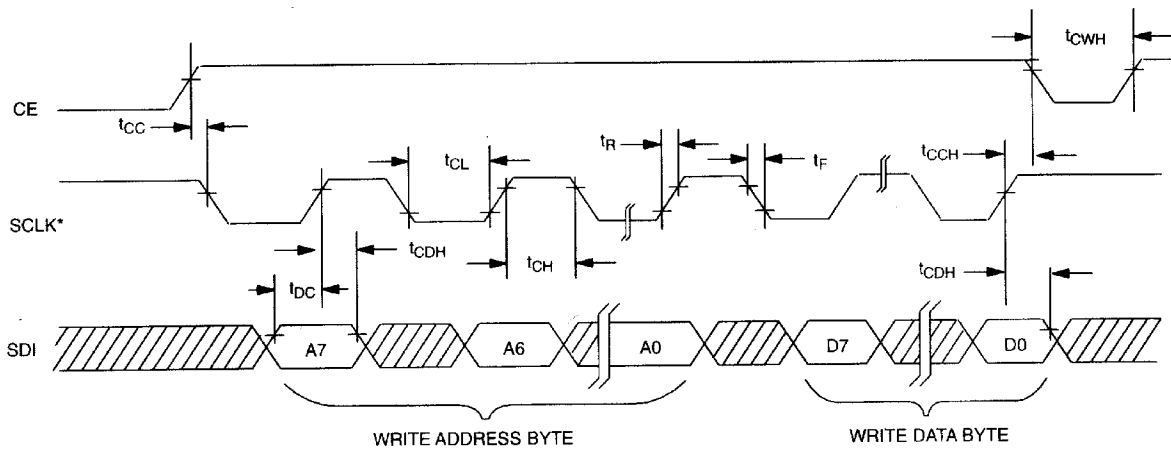 tCWH
CE
tCC
tCL
tR
tF
tCCH
SCLK*
tCDH
tCH
tCDH
tDC
SDI
A7
A6
A0
D7
D0
WRITE ADDRESS BYTE
WRITE DATA BYTE